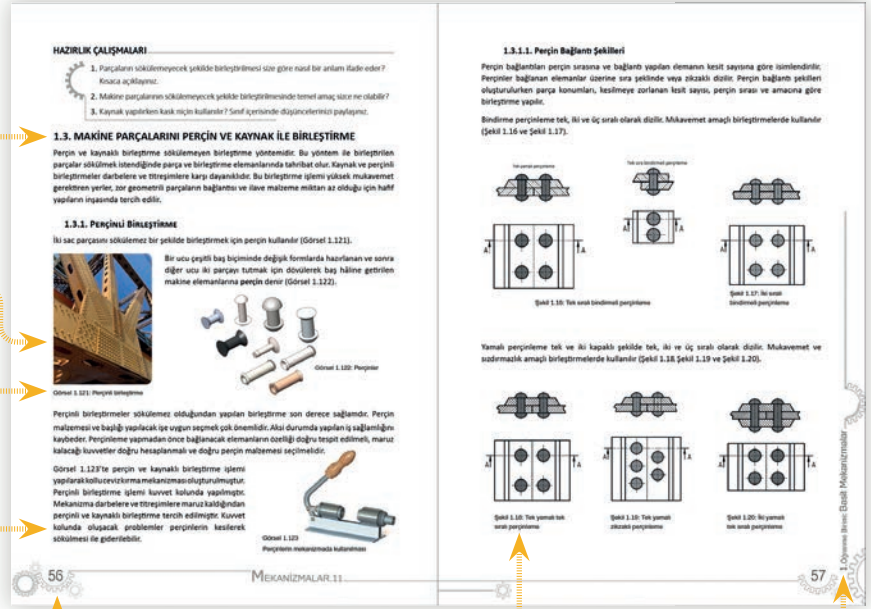 HAZIRLIK ÇALIŞMALARI
1. Parçaların sökülemeyecek şekilde birleştirilmesi size göre nasıl bir anlam ifade eder?
Kısaca açıklayınız.
2. Makine parçalarının sökülemeyecek şekilde birleştirilmesinde temel amaç sizce ne olabilir?
3. Kaynak yapılırken kask niçin kullanılır? Sınıf içerisinde düşüncelerinizi paylaşınız.
1.3. MAKİNE PARÇALARINI PERÇİN VE KAYNAK İLE BİRLEŞTİRME
Perçin ve kaynaklı birleştirme sökülemeyen birleştirme yöntemidir. Bu yöntem ile birleştirilen
parçalar sökülmek istendiğinde parça ve birleştirme elemanlarında tahribat olur. Kaynak ve perçinli
birleştirmeler darbelere ve titreşimlere karşı dayanıklıdır. Bu birleştirme işlemi yüksek mukavemet
gerektiren yerler, zor geometrili parçaların bağlantısı ve ilave malzeme miktarı az olduğu için hafif
yapıların inşasında tercih edilir.
1.3.1. PERÇİNLİ BİRLEŞTİRME
İki sac parçasını sökülemez bir şekilde birleştirmek için perçin kullanılır (Görsel 1.121).
Bir ucu çeşitli baş biçiminde değişik formlarda hazırlanan ve sonra
diğer ucu iki parçayı tutmak için dövülerek baş hâline getirilen
makine elemanlarına perçin denir (Görsel 1.122).
Görsel 1.122: Perçinler
Görsel 1.121: Perçinli birleştirme
Perçinli birleştirmeler sökülemez olduğundan yapılan birleştirme son derece sağlamdır. Perçin
malzemesi ve başlığı yapılacak işe uygun seçmek çok önemlidir. Aksi durumda yapılan iş sağlamlığını
kaybeder. Perçinleme yapmadan önce bağlanacak elemanların özelliği doğru tespit edilmeli, maruz
kalacağı kuvvetler doğru hesaplanmalı ve doğru perçin malzemesi seçilmelidir.
Görsel 1.123'te perçin ve kaynaklı birleştirme işlemi
yapılarak kollu ceviz kırma mekanizması oluşturulmuştur.
Perçinli birleştirme işlemi kuvvet kolunda yapılmıştır.
Mekanizma darbelere ve titreşimlere maruz kaldığından
perçinli ve kaynaklı birleştirme tercih edilmiştir. Kuvvet
kolunda oluşacak problemler perçinlerin kesilerek
sökülmesi ile giderilebilir.
Görsel 1.123
Perçinlerin mekanizmada kullanılması
56
MEKANİZMALAR 11
1.3.1.1. Perçin Bağlantı Şekilleri
Perçin bağlantıları perçin sırasına ve bağlantı yapılan elemanın kesit sayısına göre isimlendirilir.
Perçinler bağlanan elemanlar üzerine sıra şeklinde veya zikzaklı dizilir. Perçin bağlantı şekilleri
oluşturulurken parça konumları, kesilmeye zorlanan kesit sayısı, perçin sırası ve amacına göre
birleştirme yapılır.
Bindirme perçinleme tek, iki ve üç sıralı olarak dizilir. Mukavemet amaçlı birleştirmelerde kullanılır
(Şekil 1.16 ve Şekil 1.17).
Tek sıra bindirmeli perçinleme
A A
A A
A A
Şekil 1.16: Tek sıralı bindirmeli perçinleme
Şekil 1.17: İki sıralı
bindirmeli perçinleme
Yamalı perçinleme tek ve iki kapaklı şekilde tek, iki ve üç sıralı olarak dizilir. Mukavemet ve
sızdırmazlık amaçlı birleştirmelerde kullanılır (Şekil 1.18 Şekil 1.19 ve Şekil 1.20).
A A
A A
A A
Şekil 1.18: Tek yamalı tek
sıralı perçinleme
Şekil 1.19: Tek yamalı
zikzaklı perçinleme
Şekil 1.20: İki yamalı
tek sıralı perçinleme
1.Öğrenme Birimi: Basit Mekanizmalar
57